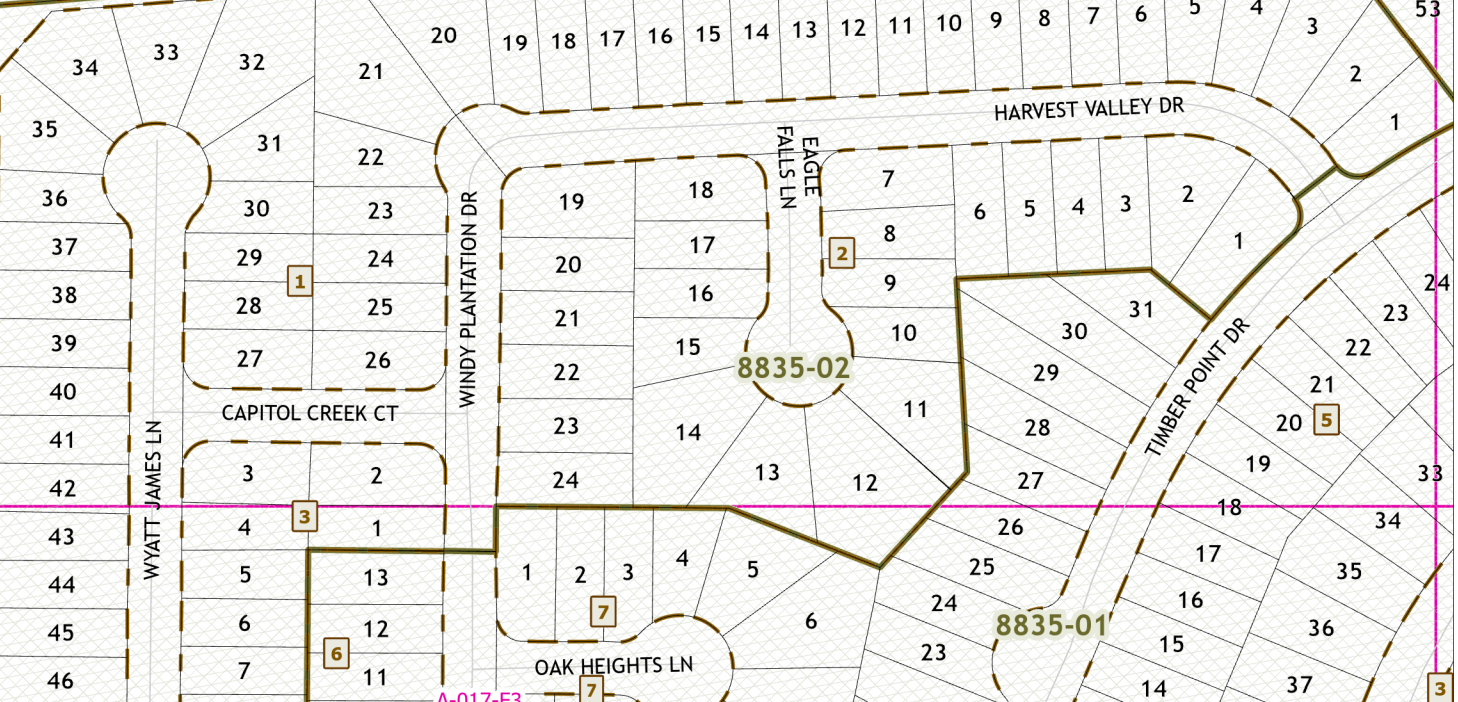 53
20 19 18 17 16 15 14 13 12 11 10 9 8 7 6 5 4 3
34 33 32 21 2
35 31 22 HARVEST VALLEY DR 1
EAGLE
FALLS LN
36 30 23 WINDY PLANTATION DR 19 18 7 6 5 4 3 2
37 29 24 20 17 8 1
1 2
38 28 25 21 16 9 31 24
39 27 26 22 15 10 30 23
8835-02 29 22
TIMBER POINT DR
40 21
CAPITOL CREEK CT 11 20 5
41 23 14 28
WYATT JAMES LN
42 3 2 24 13 12 27 19 33
43 3 18
4 1 26 34
44 5 13 1 2 3 4 5 25 17 35
45 6 12 7 6 24 16 36
8835-01
46 7 6 11 OAK HEIGHTS LN 23 15
7 14 37 3
A-017-E3